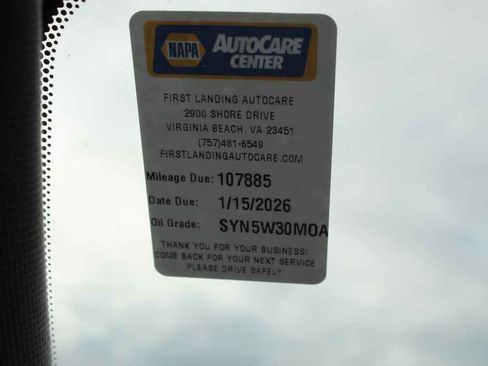 NAPA AUTOCARE
CENTER
FIRST LANDING AUTOCARE
2900 SHORE DRIVE
VIRGINIA BEACH, VA 23451
(757)481-6549
FIRSTLANDINGAUTOCARE.COM
Mileage Due: 107885
Date Due: 1/15/2026
Oil Grade: SYN5W30MOA
THANK YOU FOR YOUR BUSINESS!
COME BACK FOR YOUR NEXT SERVICE
PLEASE DRIVE SAFELY